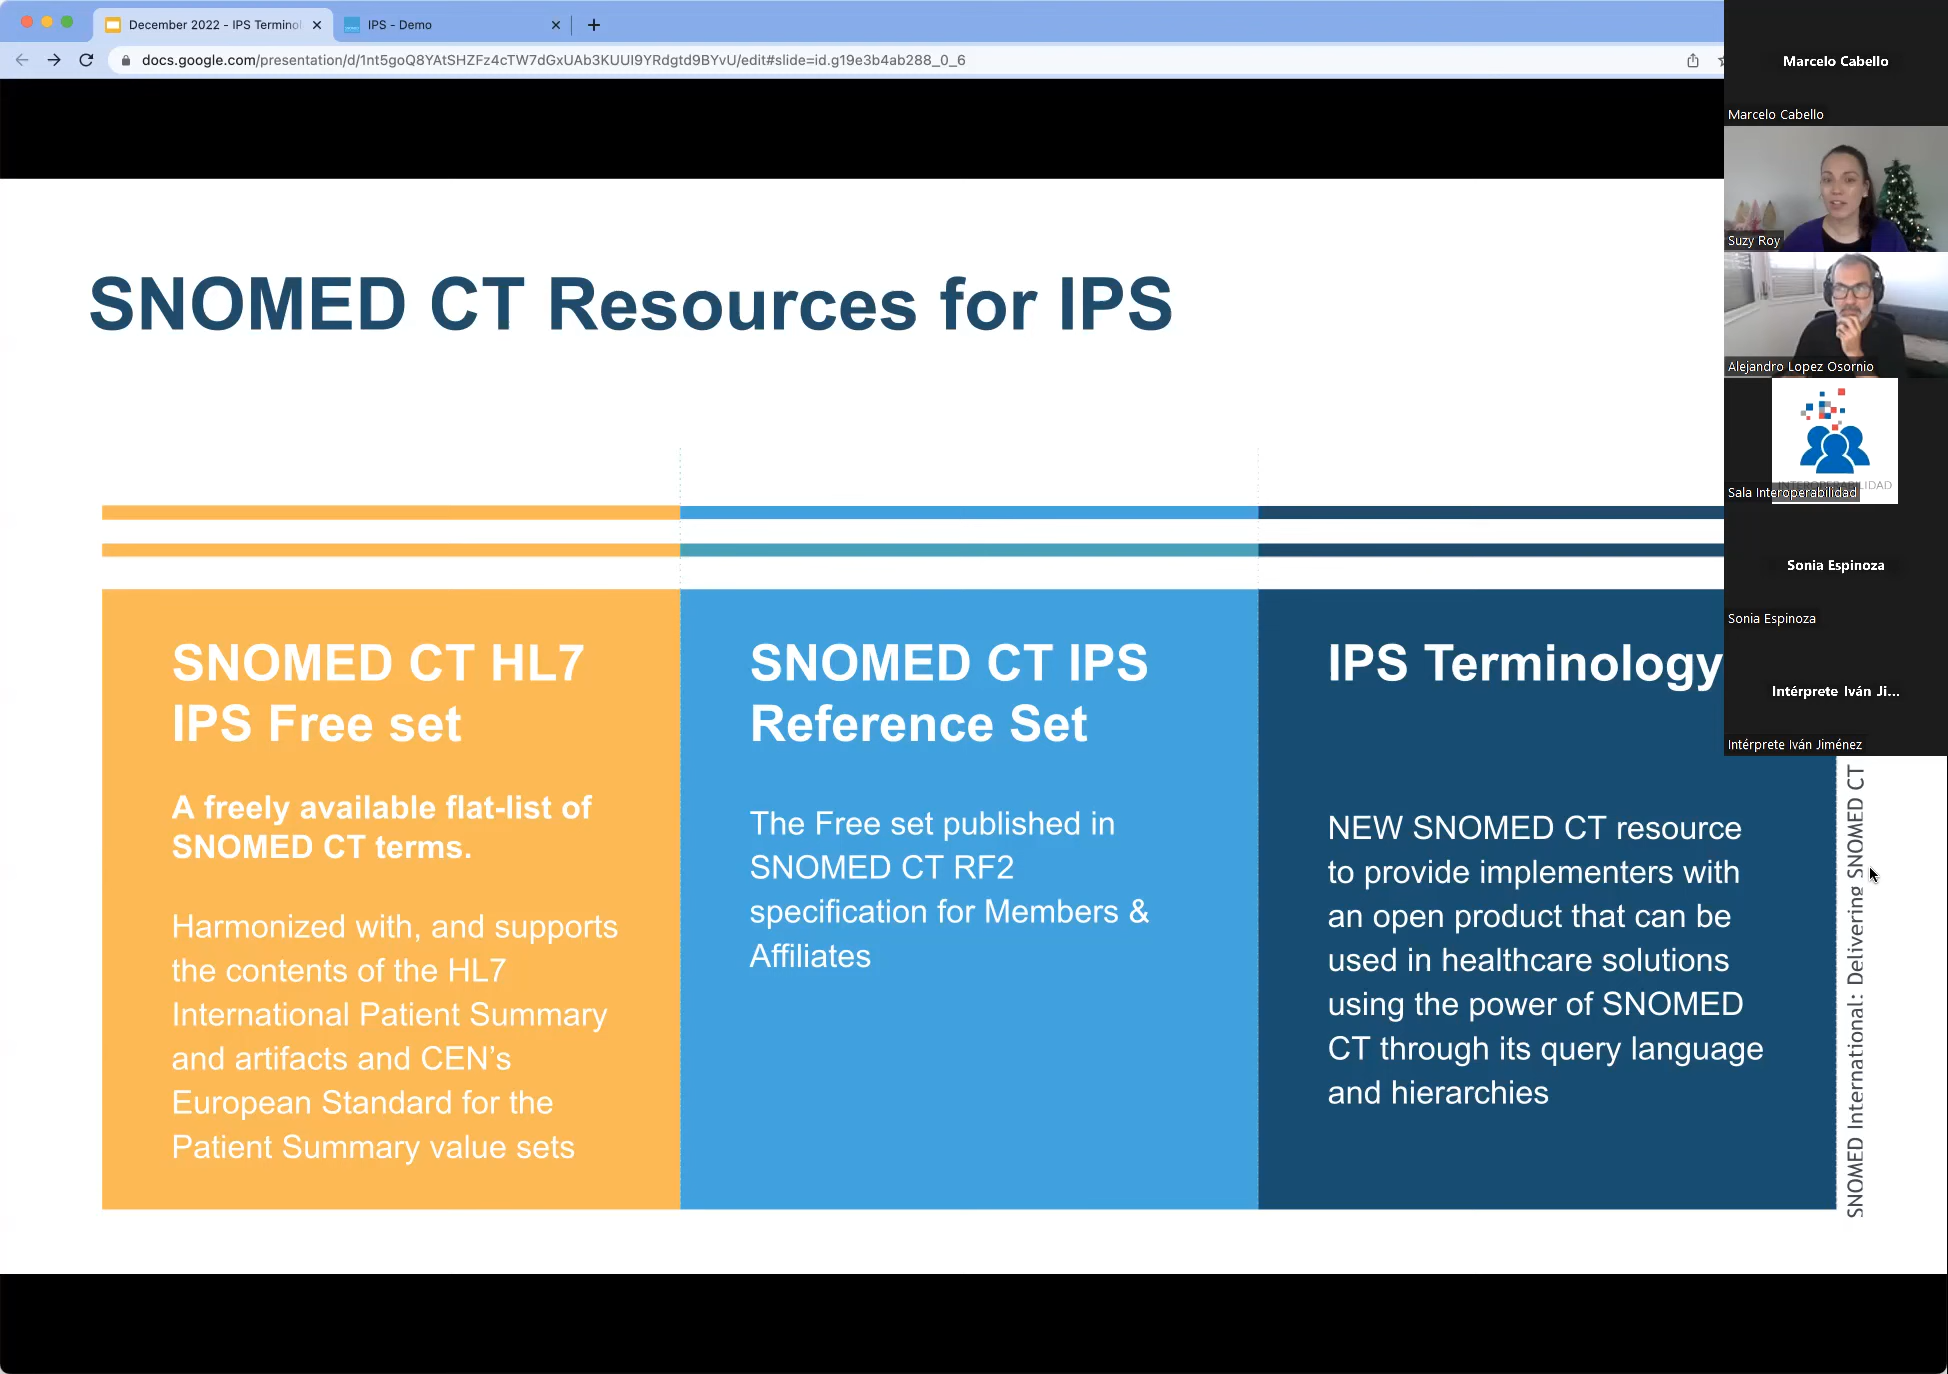 December 2022 - IPS Terminol
IPS - Demo
docs.google.com/presentation/d/1nt5goQ8YAtSHZFz4cTW7dGxUAb3KUUI9YRdgtd9BYvU/edit#slide=id.g19e3b4ab288_0_6
SNOMED CT Resources for IPS
SNOMED CT HL7
IPS Free set
A freely available flat-list of
SNOMED CT terms.
Harmonized with, and supports
the contents of the HL7
International Patient Summary
and artifacts and CEN’s
European Standard for the
Patient Summary value sets
SNOMED CT IPS
Reference Set
The Free set published in
SNOMED CT RF2
specification for Members &
Affiliates
IPS Terminology
NEW SNOMED CT resource
to provide implementers with
an open product that can be
used in healthcare solutions
using the power of SNOMED
CT through its query language
and hierarchies
SNOMED International: Delivering SNOMED CT
Marcelo Cabello
Marcelo Cabello
Suzy Roy
Alejandro Lopez Osornio
INTEROPERABILIDAD
Sala Interoperabilidad
Sonia Espinoza
Sonia Espinoza
Intérprete Iván Ji...
Intérprete Iván Jiménez